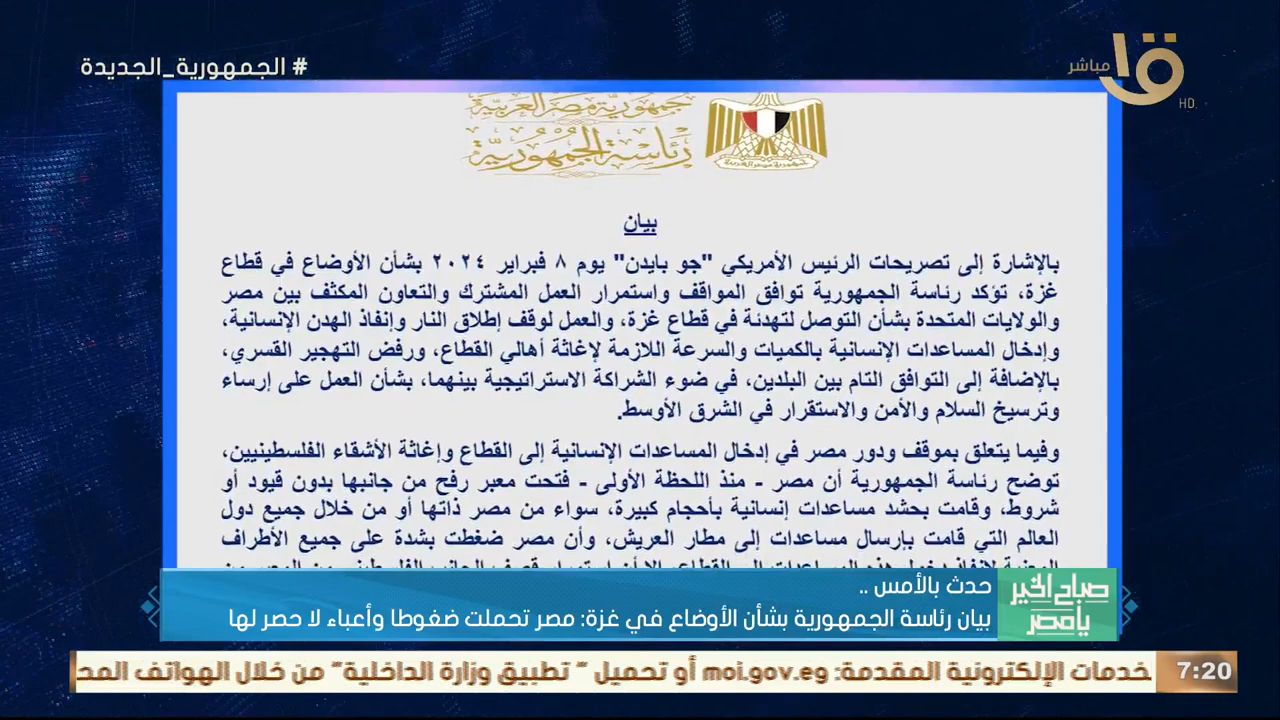 # الجمهورية_الجديدة
مباشر
HD
جمهورية مصر العربية
رئاسة الجمهورية
بيان
بالإشارة إلى تصريحات الرئيس الأمريكي "جو بايدن" يوم ٨ فبراير ٢٠٢٤ بشأن الأوضاع في قطاع
غزة، تؤكد رئاسة الجمهورية توافق المواقف واستمرار العمل المشترك والتعاون المكثف بين مصر
والولايات المتحدة بشأن التوصل لتهدئة في قطاع غزة، والعمل لوقف إطلاق النار وإنفاذ الهدن الإنسانية،
وإدخال المساعدات الإنسانية بالكميات والسرعة اللازمة لإغاثة أهالي القطاع، ورفض التهجير القسري،
بالإضافة إلى التوافق التام بين البلدين، في ضوء الشراكة الاستراتيجية بينهما، بشأن العمل على إرساء
وترسيخ السلام والأمن والاستقرار في الشرق الأوسط.
وفيما يتعلق بموقف ودور مصر في إدخال المساعدات الإنسانية إلى القطاع وإغاثة الأشقاء الفلسطينيين،
توضح رئاسة الجمهورية أن مصر - منذ اللحظة الأولى - فتحت معبر رفح من جانبها بدون قيود أو
شروط، وقامت بحشد مساعدات إنسانية بأحجام كبيرة، سواء من مصر ذاتها أو من خلال جميع دول
العالم التي قامت بإرسال مساعدات إلى مطار العريش، وأن مصر ضغطت بشدة على جميع الأطراف
حدث بالأمس ..
بيان رئاسة الجمهورية بشأن الأوضاع في غزة: مصر تحملت ضغوطا وأعباء لا حصر لها
صباح الخير
يا مصر
خدمات الإلكترونية المقدمة: moi.gov.eg أو تحميل " تطبيق وزارة الداخلية" من خلال الهواتف المح
7:20